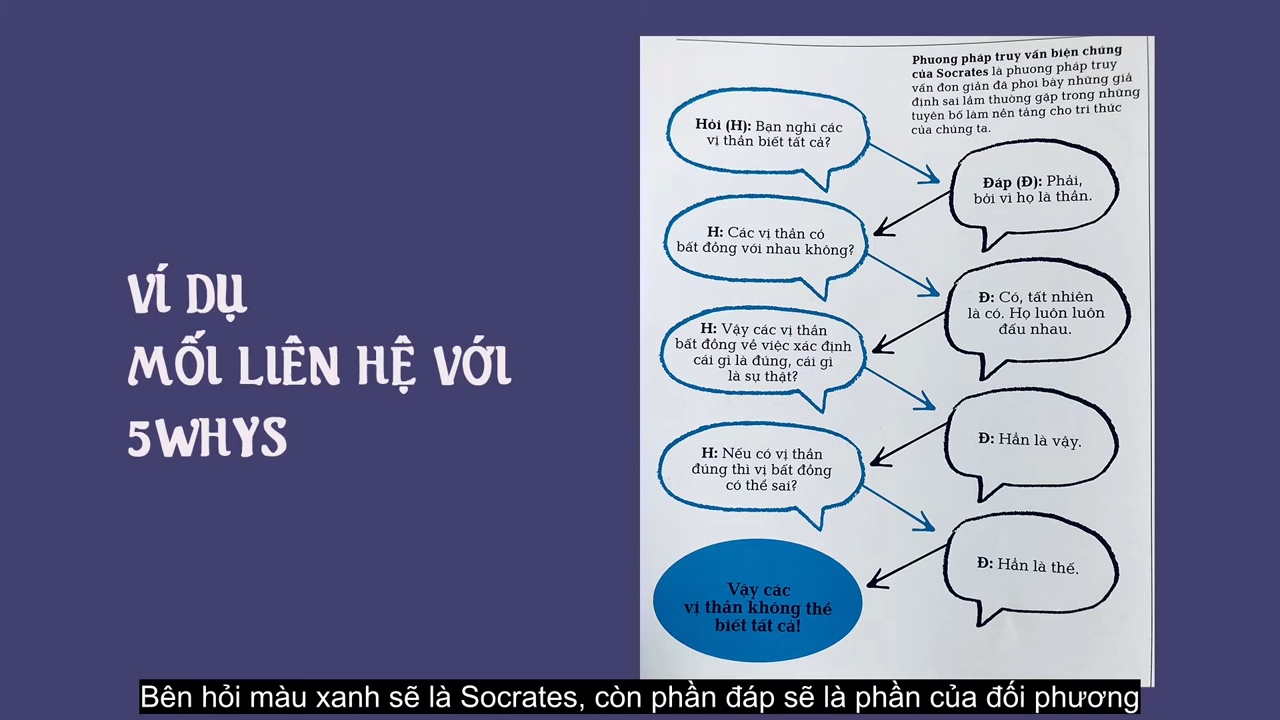 VÍ DỤ
MỐI LIÊN HỆ VỚI
5WHYS
Phương pháp truy vấn biện chứng
của Socrates là phương pháp truy
vấn đơn giản đã phơi bày những giả
định sai lầm thường gặp trong những
tuyên bố làm nền tảng cho tri thức
của chúng ta.
Hỏi (H): Bạn nghĩ các
vị thần biết tất cả?
Đáp (Đ): Phải,
bởi vì họ là thần.
H: Các vị thần có
bất đồng với nhau không?
Đ: Có, tất nhiên
là có. Họ luôn luôn
đấu nhau.
H: Vậy các vị thần
bất đồng về việc xác định
cái gì là đúng, cái gì
là sự thật?
Đ: Hẳn là vậy.
H: Nếu có vị thần
đúng thì vị bất đồng
có thể sai?
Đ: Hẳn là thế.
Vậy các
vị thần không thể
biết tất cả!
Bên hỏi màu xanh sẽ là Socrates, còn phần đáp sẽ là phần của đối phương